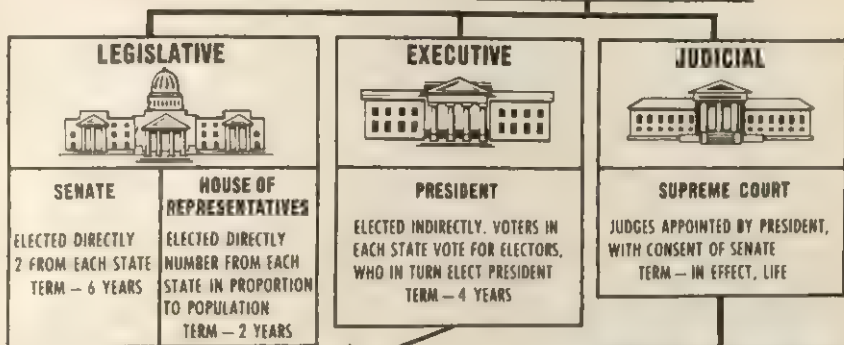 LEGISLATIVE
SENATE
ELECTED DIRECTLY
2 FROM EACH STATE
TERM — 6 YEARS
HOUSE OF
REPRESENTATIVES
ELECTED DIRECTLY
NUMBER FROM EACH
STATE IN PROPORTION
TO POPULATION
TERM — 2 YEARS
EXECUTIVE
PRESIDENT
ELECTED INDIRECTLY. VOTERS IN
EACH STATE VOTE FOR ELECTORS,
WHO IN TURN ELECT PRESIDENT
TERM — 4 YEARS
JUDICIAL
SUPREME COURT
JUDGES APPOINTED BY PRESIDENT,
WITH CONSENT OF SENATE
TERM — IN EFFECT, LIFE